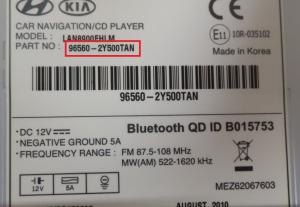 KIA
CAR NAVIGATION/CD PLAYER
MODEL: LAN8900EHLM
PART NO: 96560-2Y500TAN
E11 10R-035102
Made in Korea
96560-2Y500TAN
•DC 12V
•NEGATIVE GROUND 5A
•FREQUENCY RANGE: FM 87.5-108 MHz
MW(AM) 522-1620 kHz
Bluetooth QD ID B015753
12V 5A
MEZ62067603
AUGUST, 2010